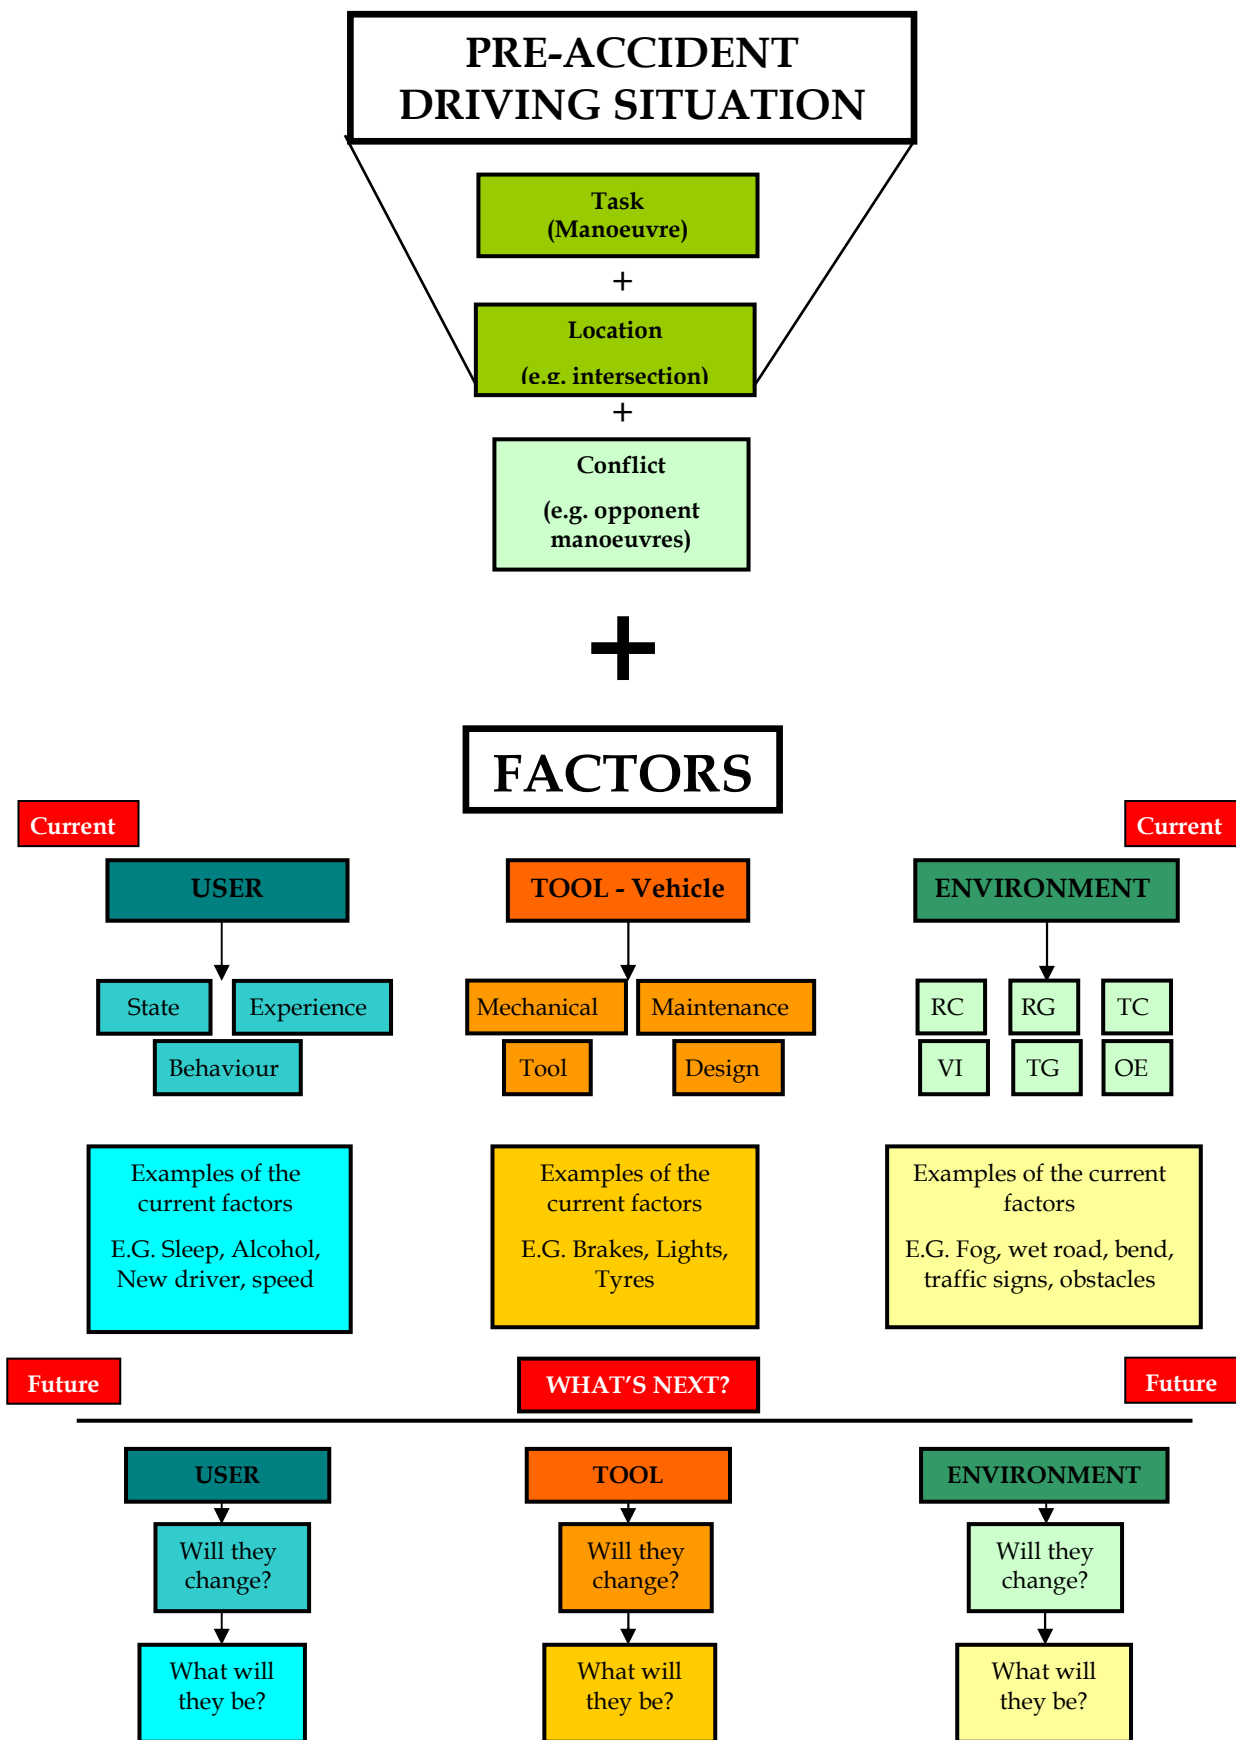 PRE-ACCIDENT
DRIVING SITUATION
Task
(Manoeuvre)
+
Location
(e.g. intersection)
+
Conflict
(e.g. opponent
manoeuvres)
+
FACTORS
Current
Current
USER
TOOL - Vehicle
ENVIRONMENT
State
Experience
Behaviour
Mechanical
Maintenance
Tool
Design
RC
RG
TC
VI
TG
OE
Examples of the
current factors
E.G. Sleep, Alcohol,
New driver, speed
Examples of the
current factors
E.G. Brakes, Lights,
Tyres
Examples of the current
factors
E.G. Fog, wet road, bend,
traffic signs, obstacles
Future
WHAT'S NEXT?
Future
USER
TOOL
ENVIRONMENT
Will they
change?
Will they
change?
Will they
change?
What will
they be?
What will
they be?
What will
they be?